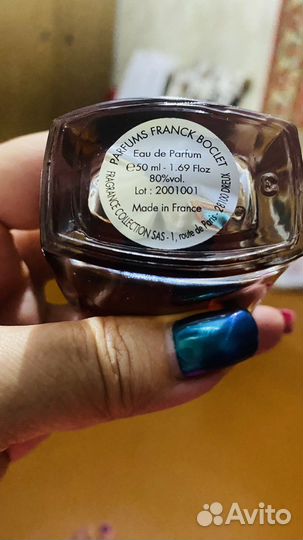 PARFUMS FRANCK BOCLET
Eau de Parfum
℮50 ml - 1.69 Floz
80%vol.
Lot : 2001001
Made in France
FRAGRANCE COLLECTION SAS - 1, route de Paris - 28100 DREUX
Avito